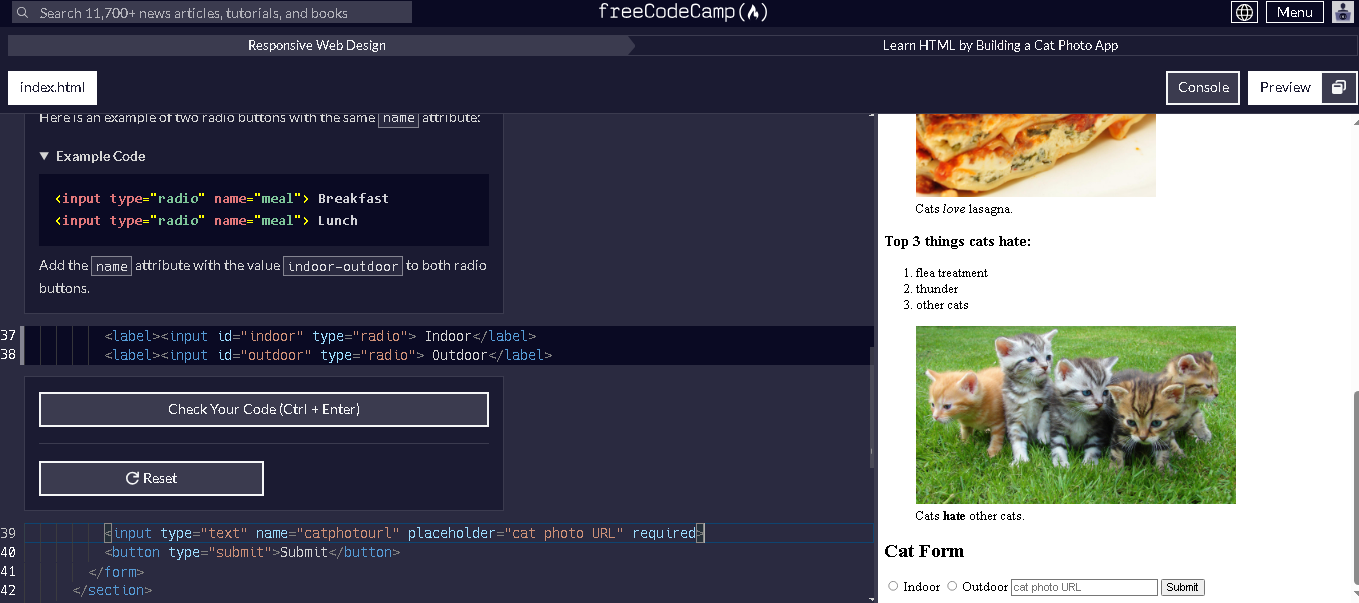 Search 11,700+ news articles, tutorials, and books
freeCodeCamp
Menu
Responsive Web Design
Learn HTML by Building a Cat Photo App
index.html
Console
Preview
Here is an example of two radio buttons with the same name attribute:
Example Code
<input type="radio" name="meal"> Breakfast
<input type="radio" name="meal"> Lunch
Add the name attribute with the value indoor-outdoor to both radio
buttons.
37 <label><input id="indoor" type="radio"> Indoor</label>
38 <label><input id="outdoor" type="radio"> Outdoor</label>
Check Your Code (Ctrl + Enter)
Reset
39 <input type="text" name="catphotourl" placeholder="cat photo URL" required>
40 <button type="submit">Submit</button>
41 </form>
42 </section>
Cats love lasagna.
Top 3 things cats hate:
1. flea treatment
2. thunder
3. other cats
Cats hate other cats.
Cat Form
Indoor Outdoor cat photo URL Submit